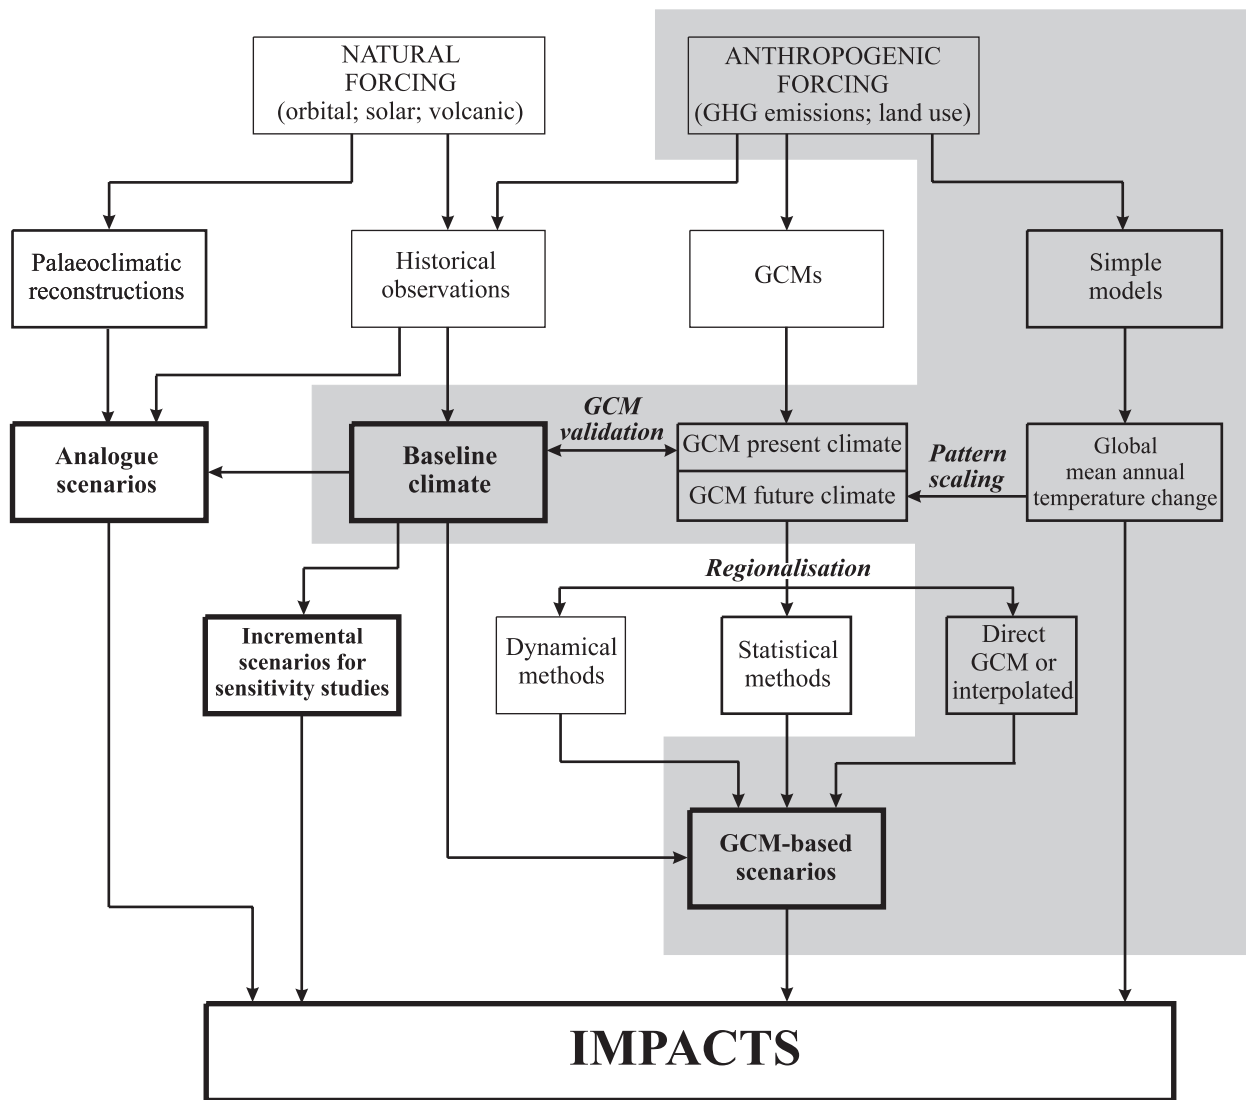 NATURAL
FORCING
(orbital; solar; volcanic)
ANTHROPOGENIC
FORCING
(GHG emissions; land use)
Palaeoclimatic
reconstructions
Historical
observations
GCMs
Simple
models
Analogue
scenarios
Baseline
climate
GCM
validation
GCM present climate
GCM future climate
Pattern
scaling
Global
mean annual
temperature change
Regionalisation
Incremental
scenarios for
sensitivity studies
Dynamical
methods
Statistical
methods
Direct
GCM or
interpolated
GCM-based
scenarios
IMPACTS